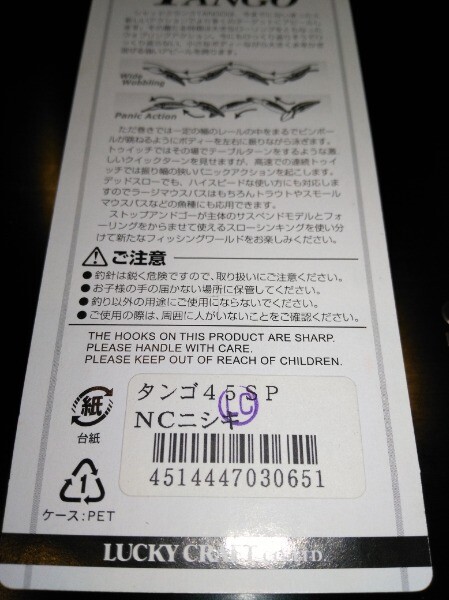 TANGO
Wide
Wobbling
Panic Action
ただ巻きでは一定の幅のレールの中をまるでピンボー
ルが跳ねるようにボディーを左右に振りながら泳ぎます。
トゥイッチではその場でテーブルターンをするような激
しいクイックターンを見せますが、高速での連続トゥイ
ッチでは振り幅の狭いパニックアクションを起こします。
デッドスローでも、ハイスピードな使い方にも対応しま
すのでラージマウスバスはもちろんトラウトやスモール
マウスバスなどの魚種にも応用できます。
ストップアンドゴーが主体のサスペンドモデルとフォ
ーリングをからませて使えるスローシンキングを使い分
けて新たなフィッシングワールドをお楽しみください。
ご注意
●釣針は鋭く危険ですので、取り扱いにご注意ください。
●お子様の手の届かない場所に保管してください。
●釣り以外の用途にご使用にならないでください。
●ご使用の際は、周囲に人がいないことをご確認ください。
THE HOOKS ON THIS PRODUCT ARE SHARP.
PLEASE HANDLE WITH CARE.
PLEASE KEEP OUT OF REACH OF CHILDREN.
紙
台紙
タンゴ45SP
LC
NCニシキ
4514447030651
1
ケース:PET
LUCKY CRAFT CO.,LTD.